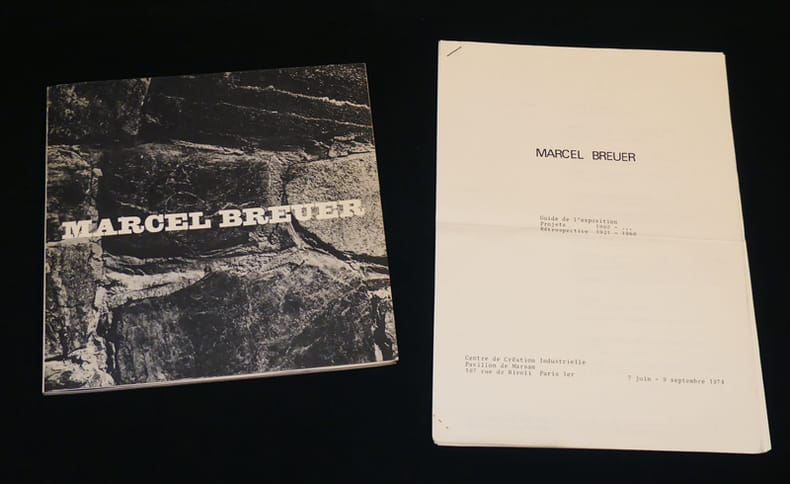 MARCEL BREUER
MARCEL BREUER
Guide de l'exposition
Projets 1960 - ...
Rétrospective 1921 - 1960
Centre de Création Industrielle
Pavillon de Marsan
107 rue de Rivoli Paris 1er
7 juin - 9 septembre 1974